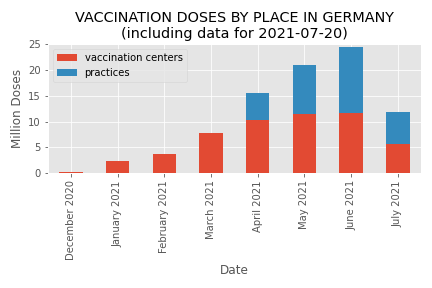 VACCINATION DOSES BY PLACE IN GERMANY
(including data for 2021-07-20)
25
20
15
10
5
0
Million Doses
vaccination centers
practices
December 2020
January 2021
February 2021
March 2021
April 2021
May 2021
June 2021
July 2021
Date